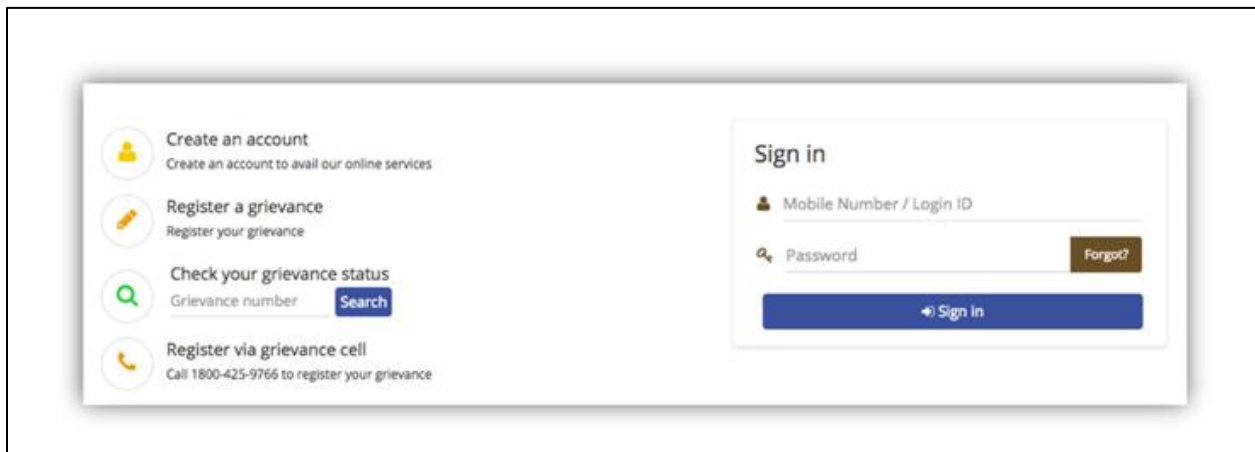 Create an account
Create an account to avail our online services
Register a grievance
Register your grievance
Check your grievance status
Grievance number Search
Register via grievance cell
Call 1800-425-9766 to register your grievance
Sign in
Mobile Number / Login ID
Password Forgot?
Sign in